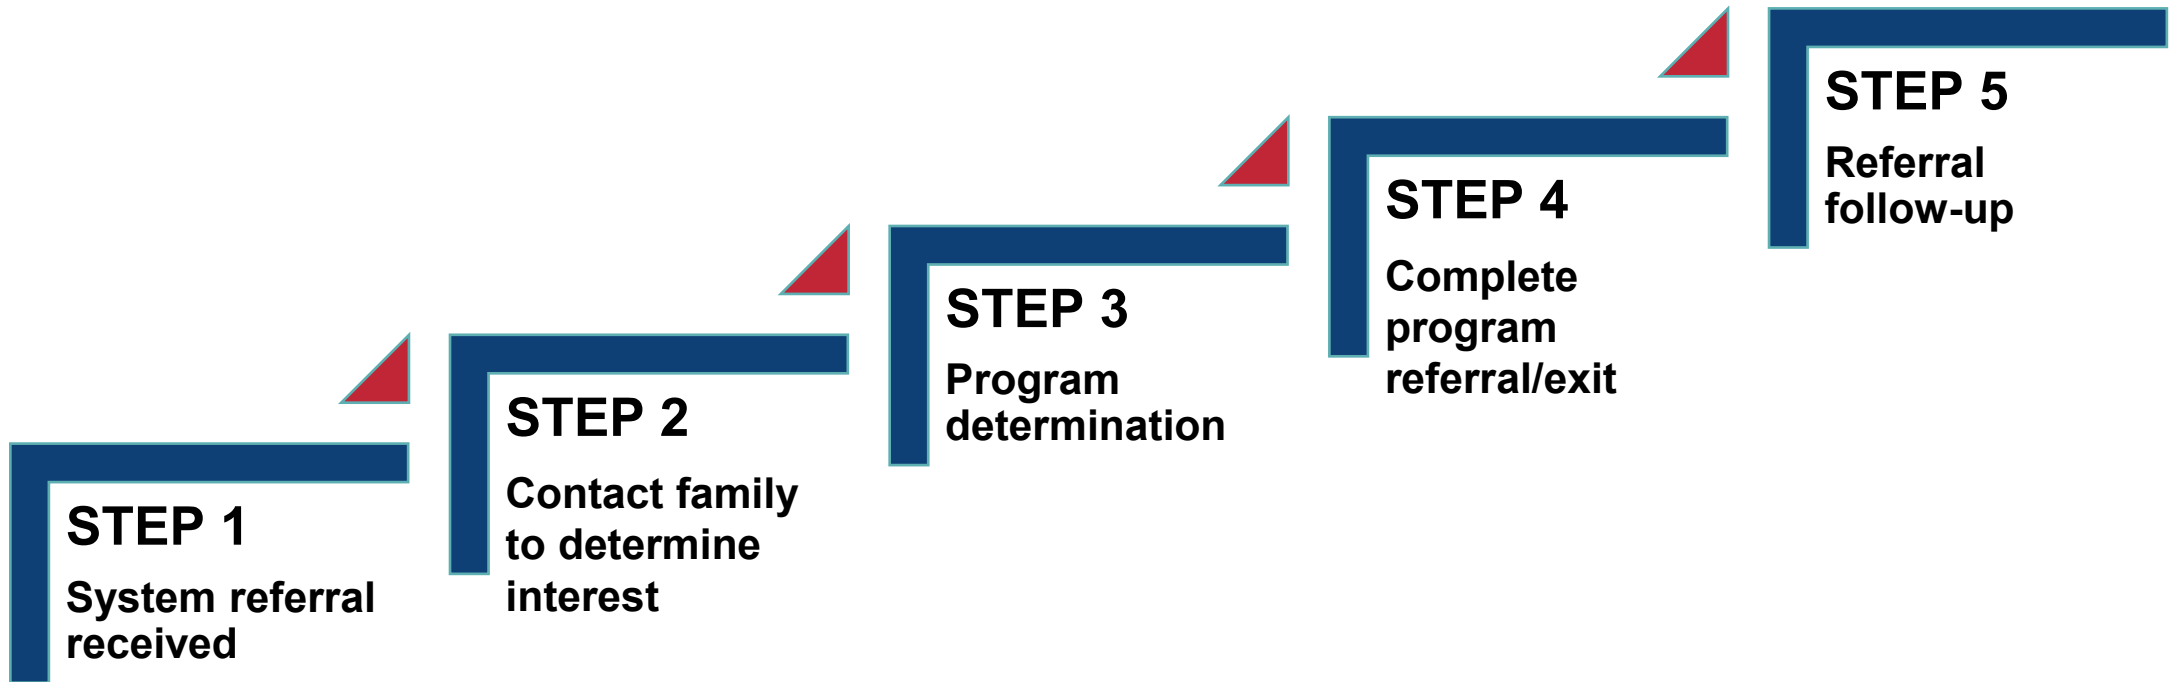 STEP 1
System referral
received
STEP 2
Contact family
to determine
interest
STEP 3
Program
determination
STEP 4
Complete
program
referral/exit
STEP 5
Referral
follow-up